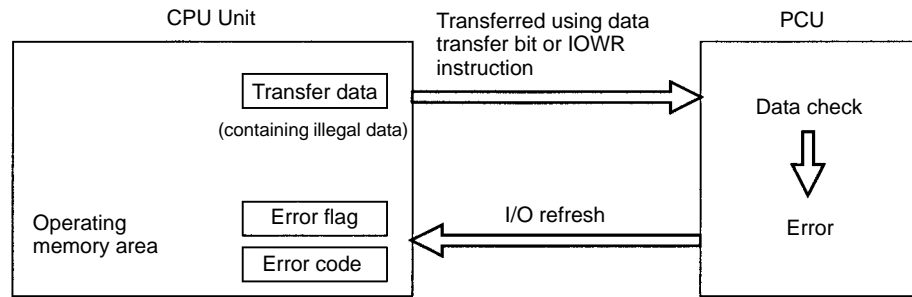 CPU Unit
Transferred using data
transfer bit or IOWR
instruction
PCU
Transfer data
(containing illegal data)
Data check
Error flag
I/O refresh
Operating
memory area
Error
Error code